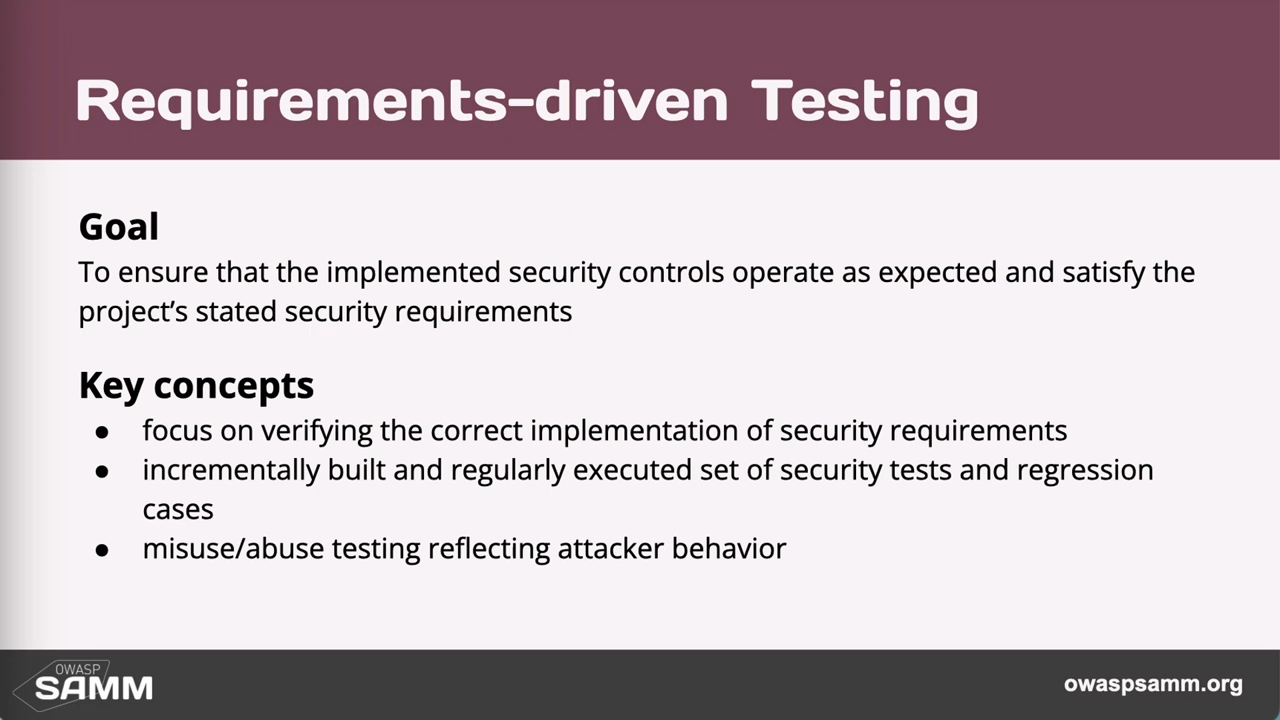 Requirements-driven Testing
Goal
To ensure that the implemented security controls operate as expected and satisfy the
project’s stated security requirements
Key concepts
● focus on verifying the correct implementation of security requirements
● incrementally built and regularly executed set of security tests and regression
cases
● misuse/abuse testing reflecting attacker behavior
OWASP
SAMM
owaspsamm.org